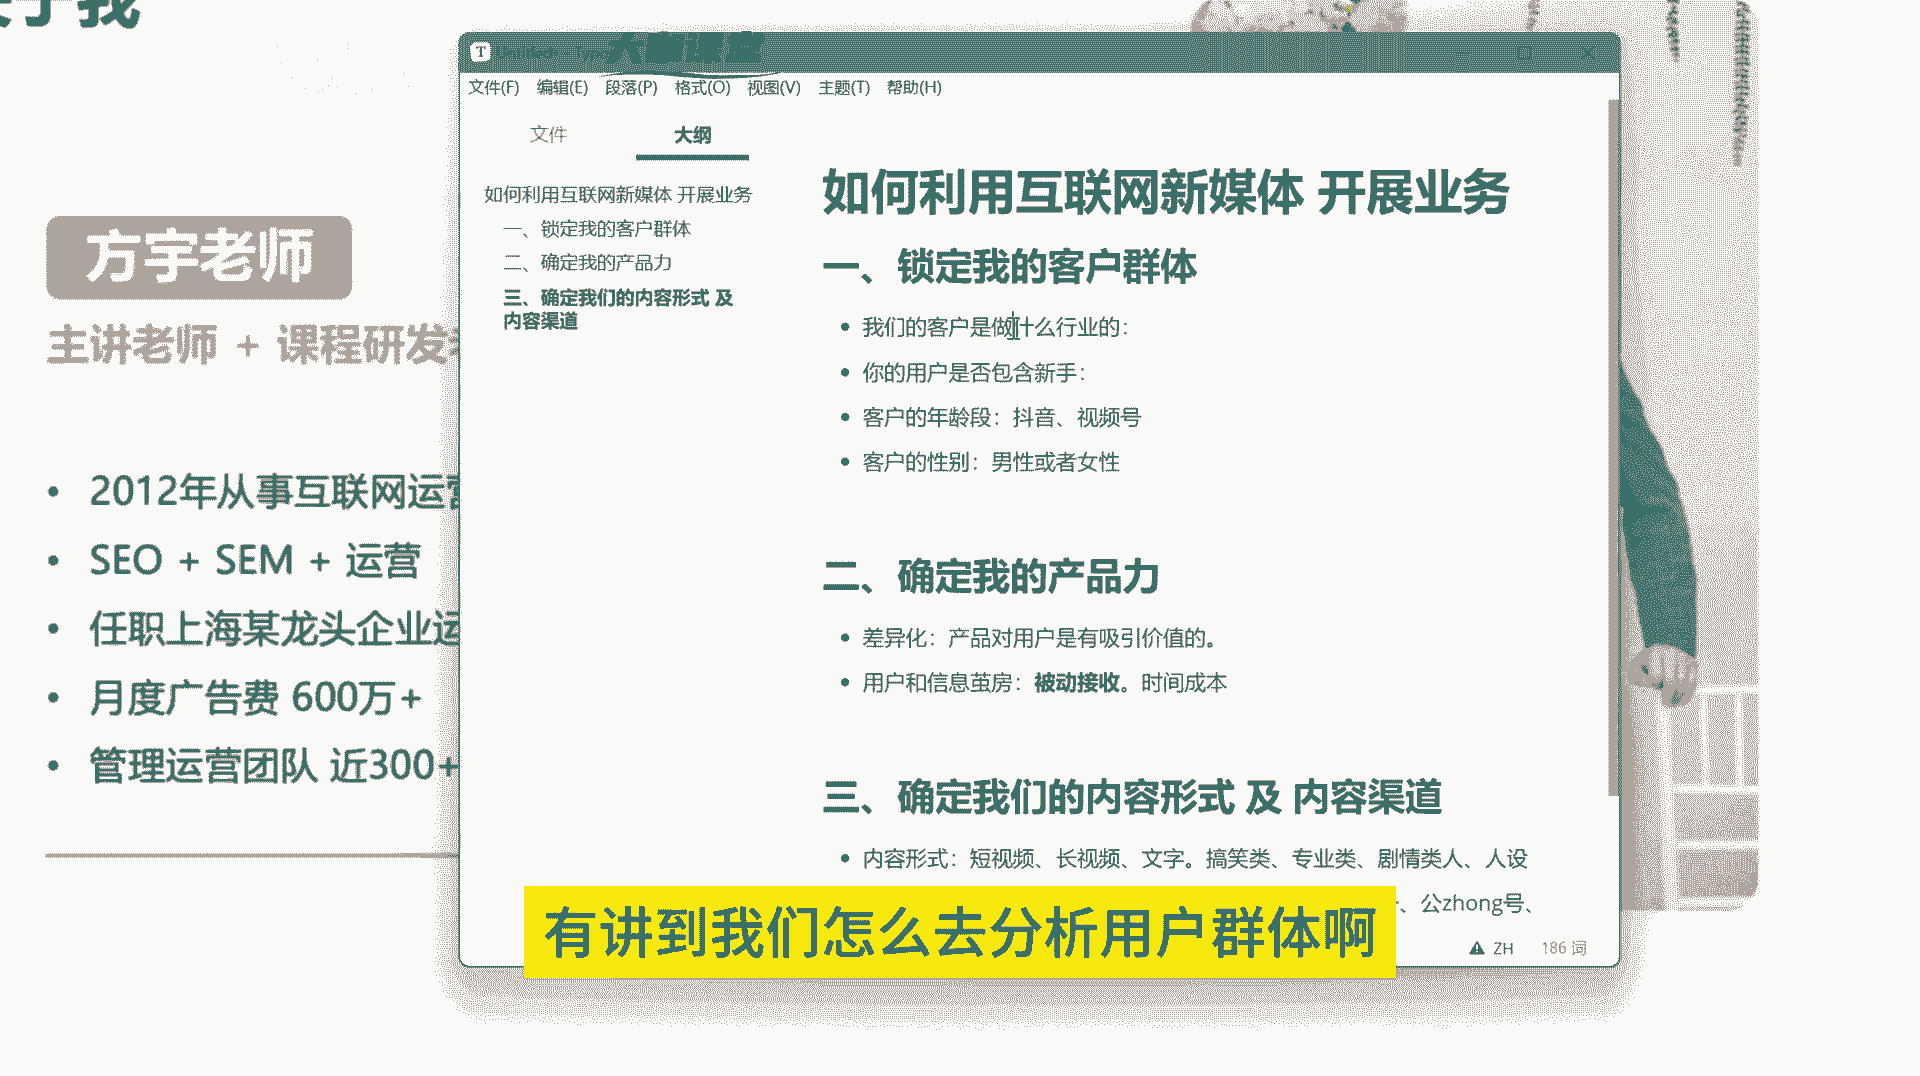 于我
方宇老师
主讲老师 + 课程研发
2012年从事互联网运营
SEO + SEM + 运营
任职上海某龙头企业运
月度广告费 600万+
管理运营团队 近300+
文件(F) 编辑(E) 段落(P) 格式(O) 视图(V) 主题(T) 帮助(H)
文件 大纲
如何利用互联网新媒体 开展业务
一、锁定我的客户群体
二、确定我的产品力
三、确定我们的内容形式 及
内容渠道
如何利用互联网新媒体 开展业务
一、锁定我的客户群体
我们的客户是做什么行业的：
你的用户是否包含新手：
客户的年龄段：抖音、视频号
客户的性别：男性或者女性
二、确定我的产品力
差异化：产品对用户是有吸引价值的。
用户和信息茧房：被动接收。时间成本
三、确定我们的内容形式 及 内容渠道
内容形式：短视频、长视频、文字。搞笑类、专业类、剧情类人、人设
、公zhong号、
有讲到我们怎么去分析用户群体啊
ZH 186 词